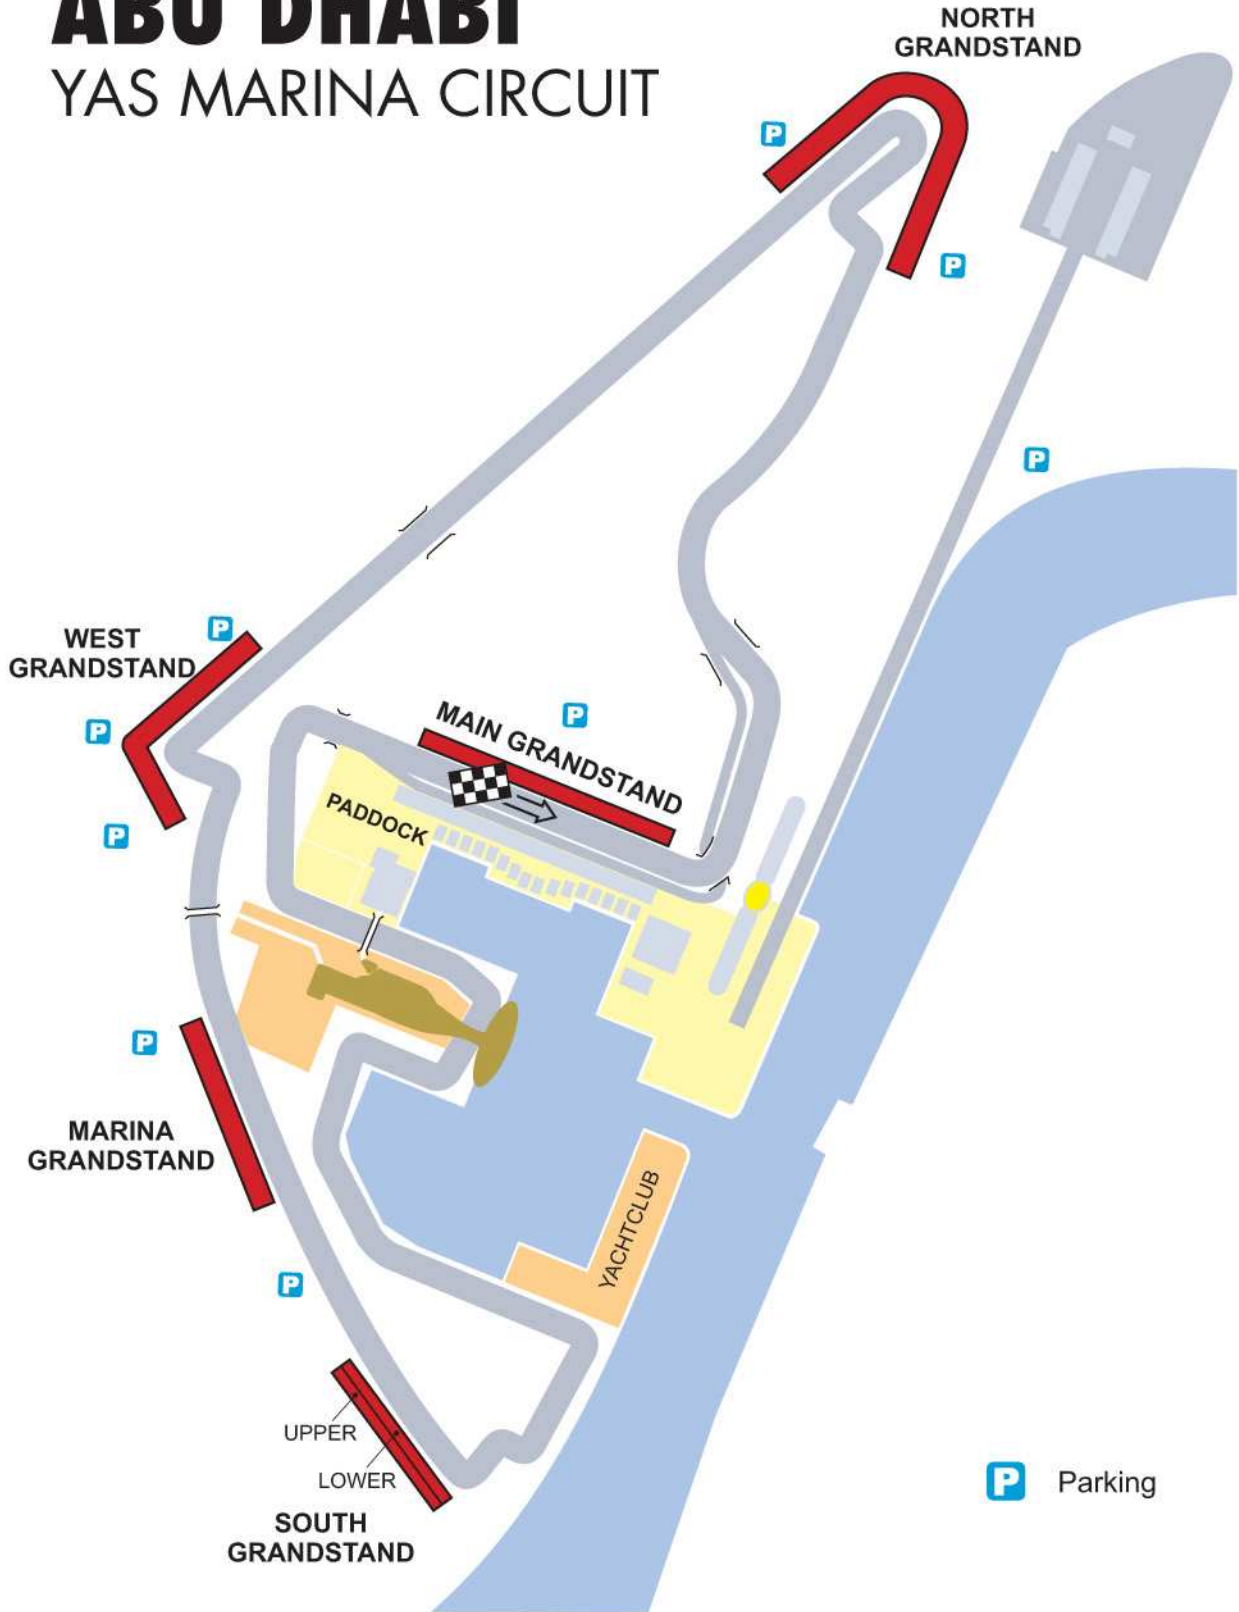 ABU DHABI
YAS MARINA CIRCUIT
NORTH
GRANDSTAND
P
P
P
P
WEST
GRANDSTAND
P
P
MAIN GRANDSTAND
PADDOCK
P
P
MARINA
GRANDSTAND
YACHTCLUB
P
UPPER
LOWER
SOUTH
GRANDSTAND
P Parking